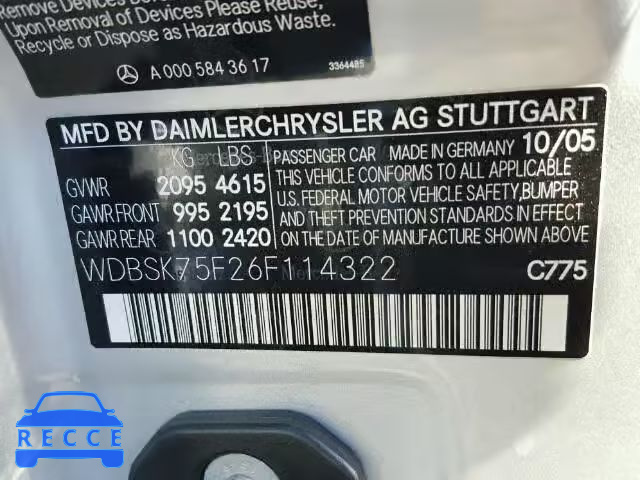 Remove Devices
Upon Removal of Devices Please Reuse,
Recycle or Dispose as Hazardous Waste.
A 000 584 36 17
3364485
MFD BY DAIMLERCHRYSLER AG STUTTGART
KG LBS PASSENGER CAR MADE IN GERMANY 10/05
GVWR 2095 4615 THIS VEHICLE CONFORMS TO ALL APPLICABLE
U.S. FEDERAL MOTOR VEHICLE SAFETY,BUMPER
GAWR FRONT 995 2195 AND THEFT PREVENTION STANDARDS IN EFFECT
GAWR REAR 1100 2420 ON THE DATE OF MANUFACTURE SHOWN ABOVE
WDBSK75F26F114322 C775
RECCE